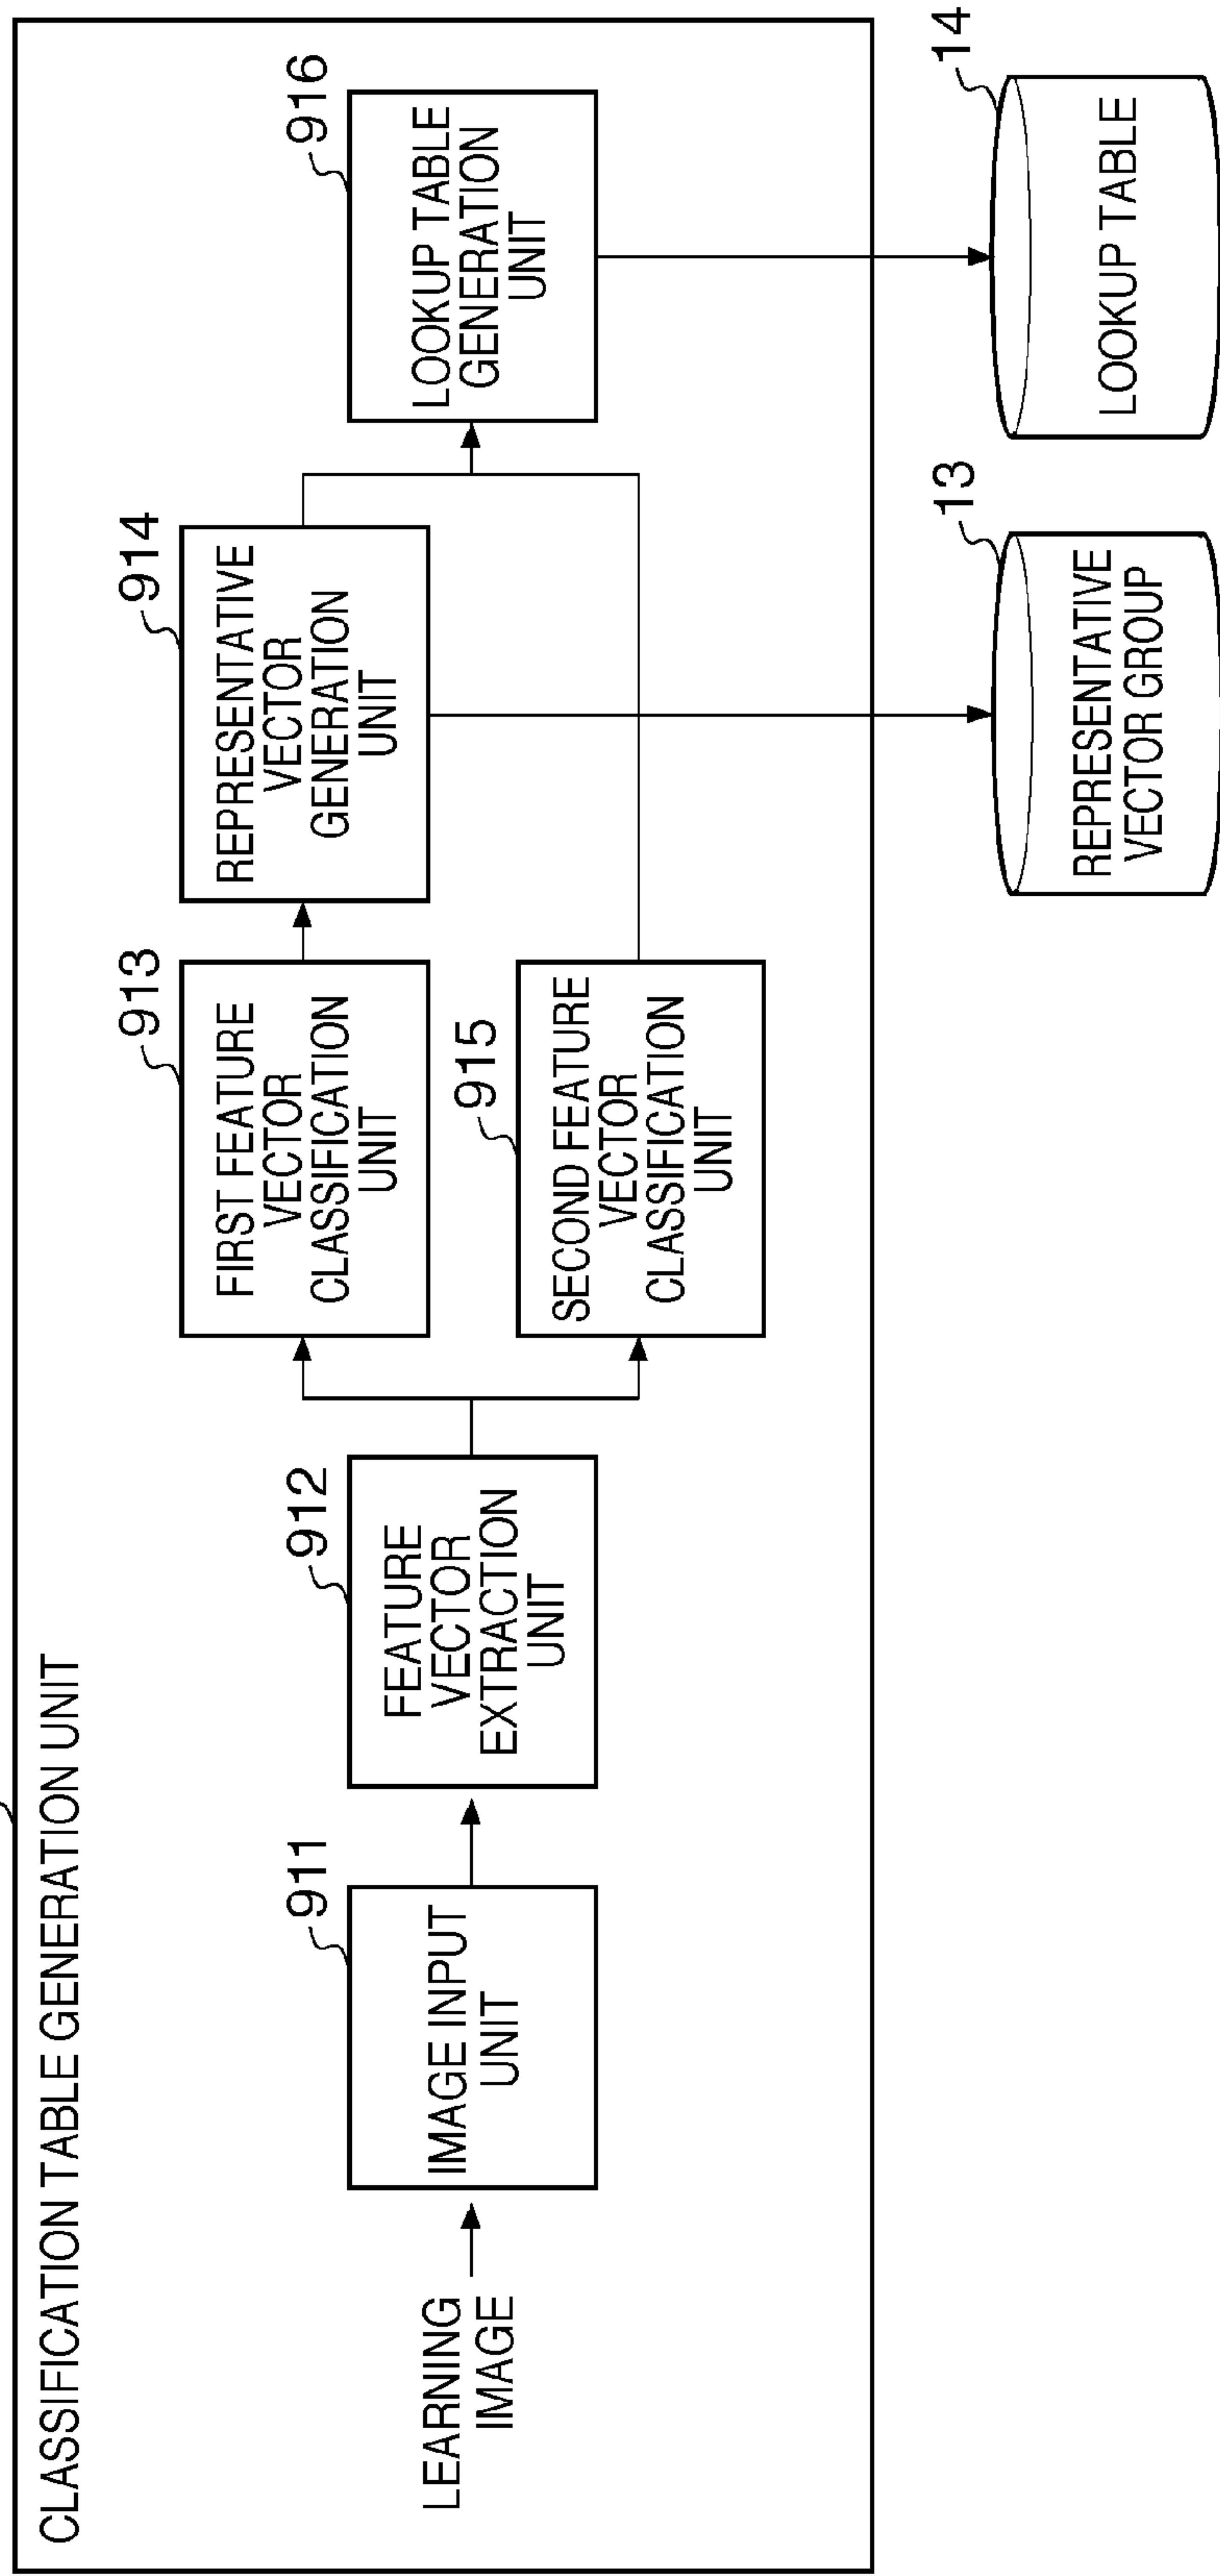 CLASSIFICATION TABLE GENERATION UNIT
LEARNING
IMAGE
911
IMAGE INPUT
UNIT
912
FEATURE
VECTOR
EXTRACTION
UNIT
913
FIRST FEATURE
VECTOR
CLASSIFICATION
UNIT
915
SECOND FEATURE
VECTOR
CLASSIFICATION
UNIT
914
REPRESENTATIVE
VECTOR
GENERATION
UNIT
916
LOOKUP TABLE
GENERATION
UNIT
13
REPRESENTATIVE
VECTOR GROUP
14
LOOKUP TABLE